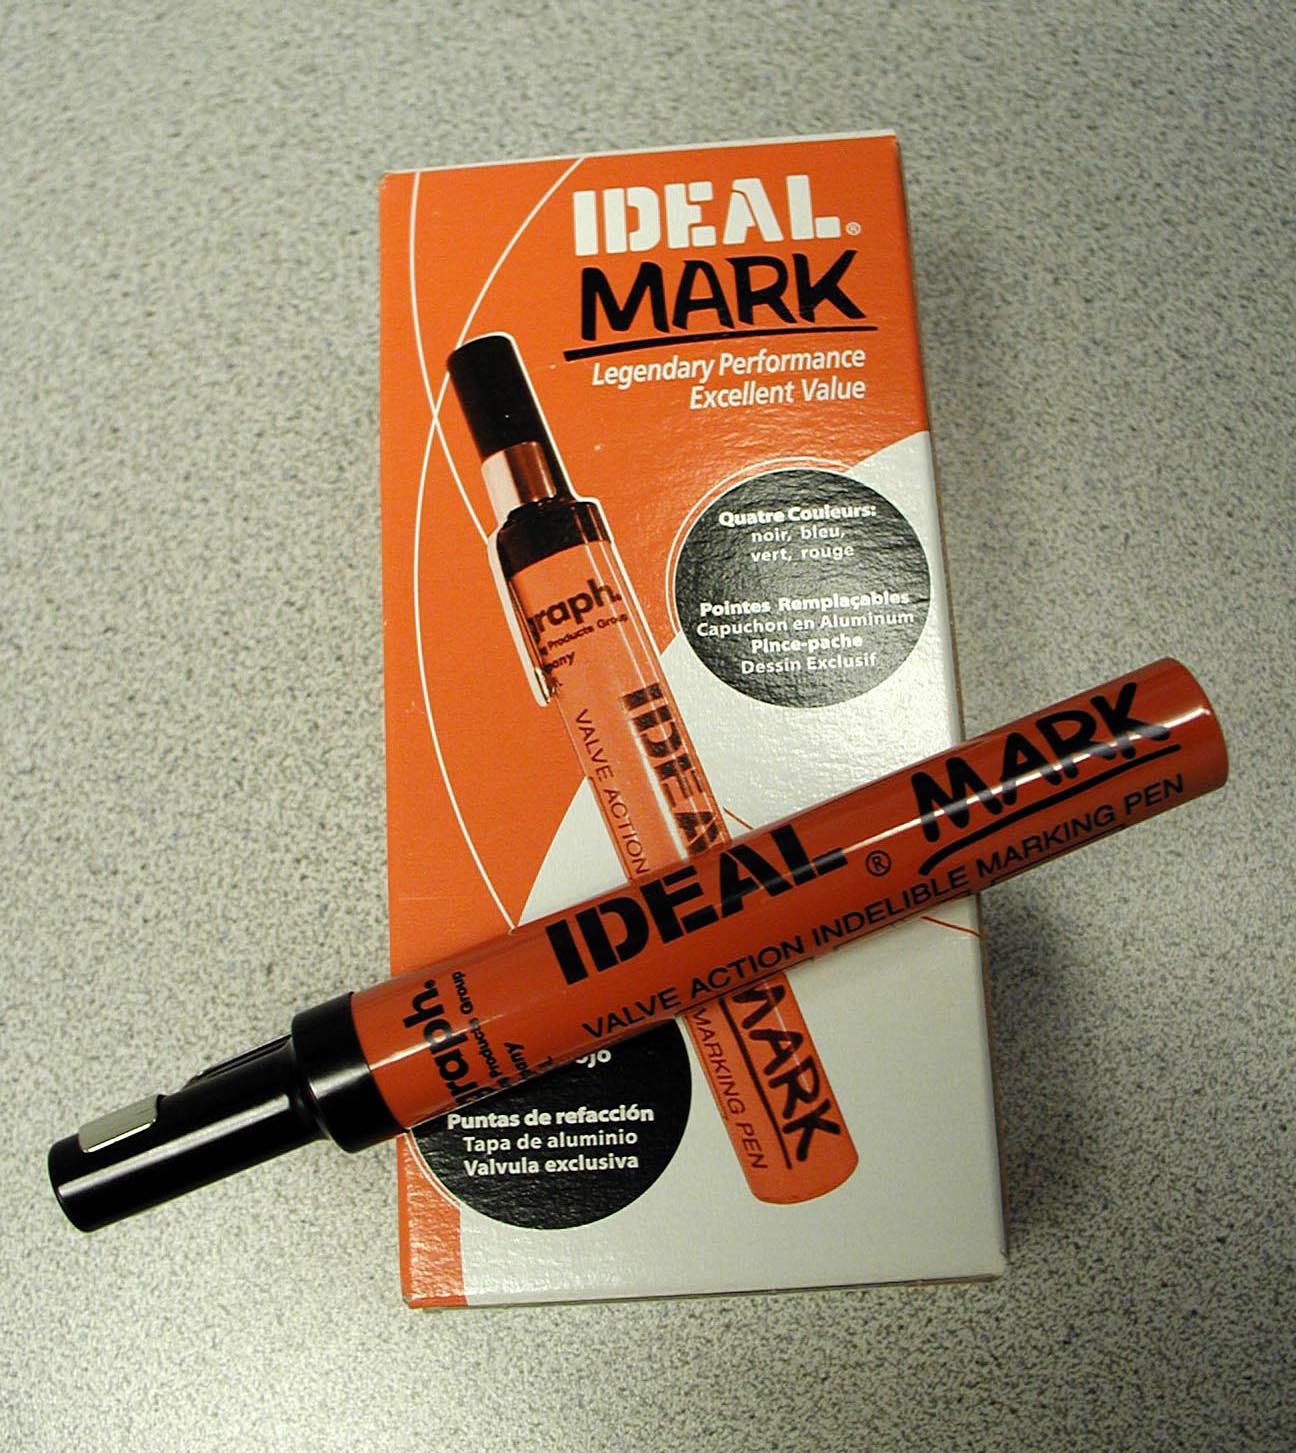 IDEAL®
MARK
Legendary Performance
Excellent Value
Quatre Couleurs:
noir, bleu,
vert, rouge
Pointes Remplaçables
Capuchon en Aluminum
Pince-pache
Dessin Exclusif
graph.
Products Group
VALVE ACTION
IDEA
MARK
MARKING PEN
Puntas de refacción
Tapa de aluminio
Valvula exclusiva
graph.
Products Group
IDEAL® MARK
VALVE ACTION INDELIBLE MARKING PEN